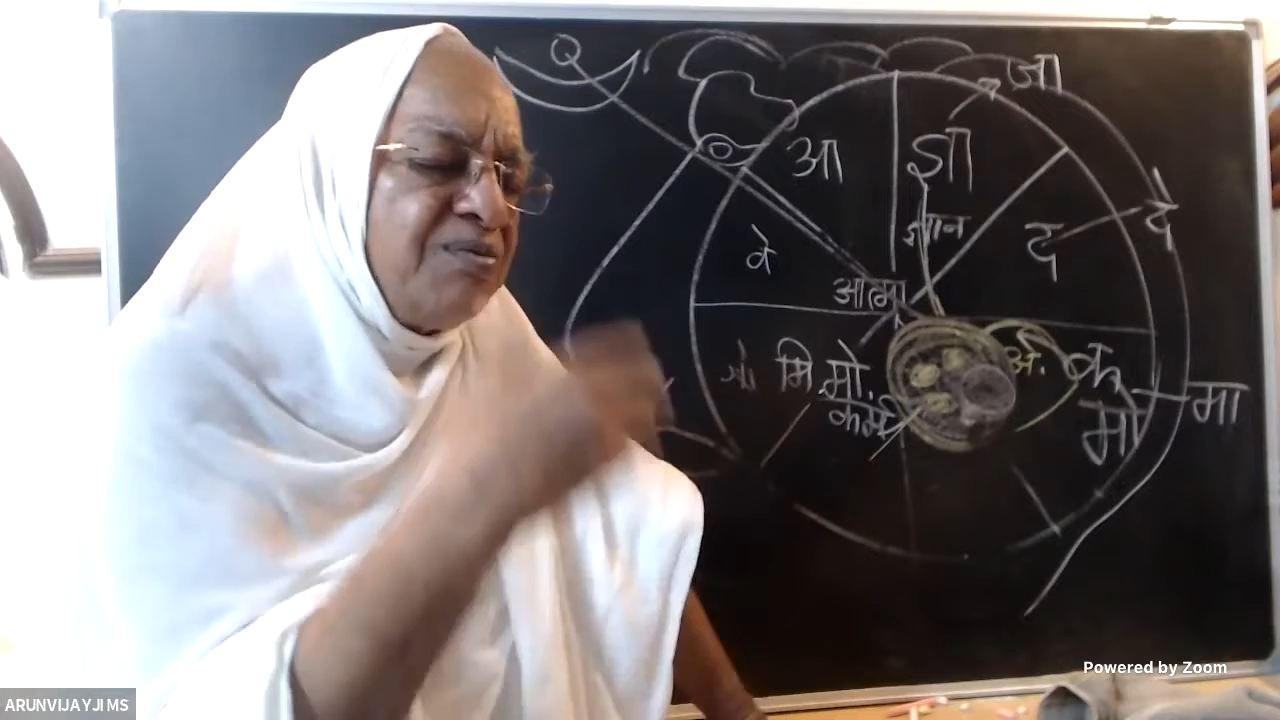 जा
आ
ज्ञा
ज्ञान
द
दे
वे
आत्मा
मि. मो.
अं. क
कर्म
मो
मा
Powered by Zoom
ARUNVIJAYJI MS